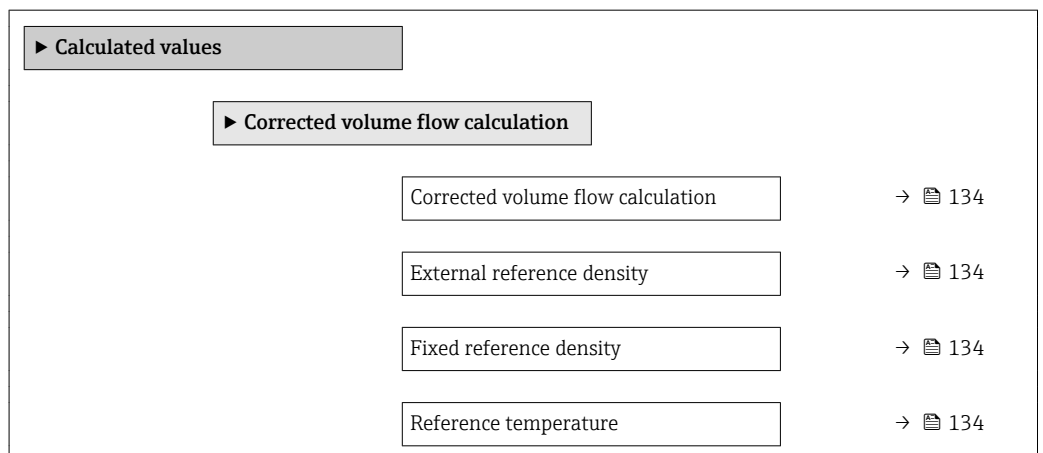 ▶ Calculated values
▶ Corrected volume flow calculation
Corrected volume flow calculation → 134
External reference density → 134
Fixed reference density → 134
Reference temperature → 134